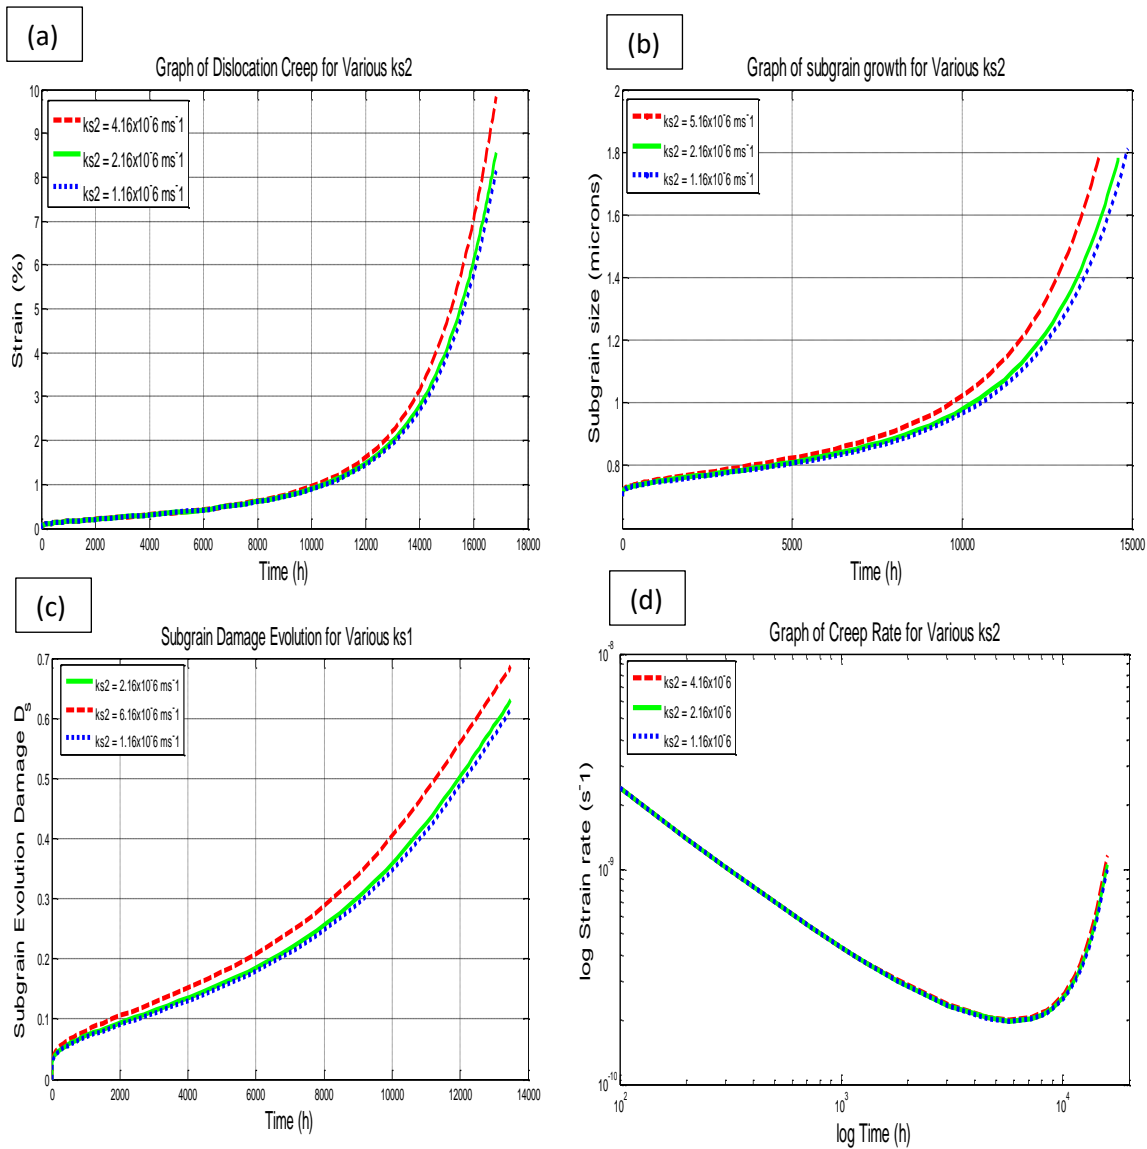 (a)
Graph of Dislocation Creep for Various ks2
ks2 = 4.16x10^-6 ms^-1
ks2 = 2.16x10^-6 ms^-1
ks2 = 1.16x10^-6 ms^-1
Strain (%)
10
9
8
7
6
5
4
3
2
1
0
0 2000 4000 6000 8000 10000 12000 14000 16000 18000
Time (h)
(b)
Graph of subgrain growth for Various ks2
ks2 = 5.16x10^-6 ms^-1
ks2 = 2.16x10^-6 ms^-1
ks2 = 1.16x10^-6 ms^-1
Subgrain size (microns)
2
1.8
1.6
1.4
1.2
1
0.8
0 5000 10000 15000
Time (h)
(c)
Subgrain Damage Evolution for Various ks1
ks2 = 2.16x10^-6 ms^-1
ks2 = 6.16x10^-6 ms^-1
ks2 = 1.16x10^-6 ms^-1
Subgrain Evolution Damage D_s
0.7
0.6
0.5
0.4
0.3
0.2
0.1
0
0 2000 4000 6000 8000 10000 12000 14000
Time (h)
(d)
Graph of Creep Rate for Various ks2
ks2 = 4.16x10^-6
ks2 = 2.16x10^-6
ks2 = 1.16x10^-6
log Strain rate (s^-1)
10^-8
10^-9
10^-10
10^2 10^3 10^4
log Time (h)